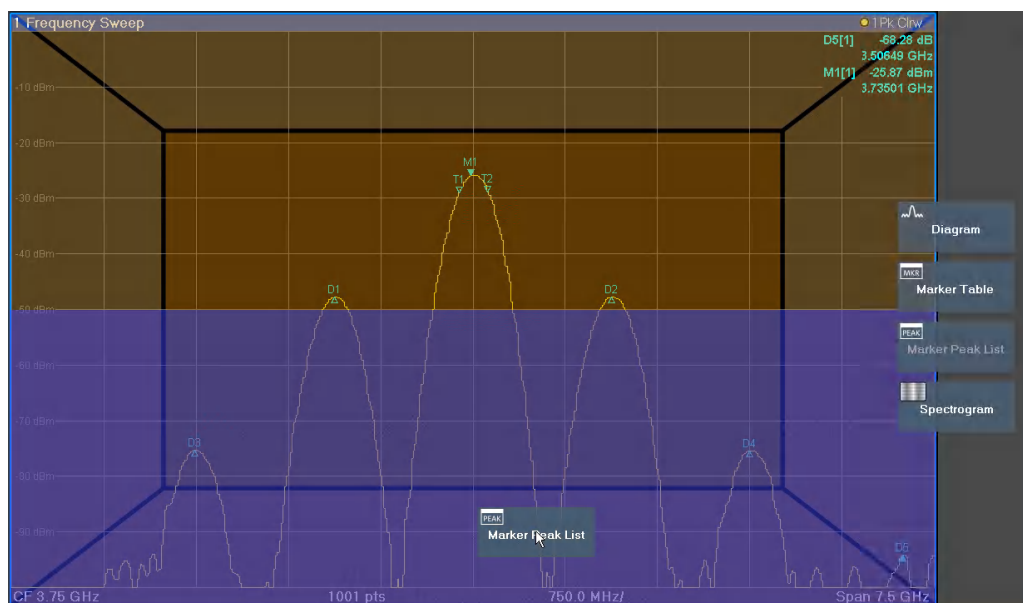 1 Frequency Sweep
1Pk Clrw
D5[1] -68.28 dB
3.50649 GHz
M1[1] -25.87 dBm
3.73501 GHz
-10 dBm
-20 dBm
M1
T1 T2
-30 dBm
Diagram
-40 dBm
MKR
Marker Table
D1 D2
-50 dBm
PEAK
Marker Peak List
-60 dBm
Spectrogram
-70 dBm
D3 D4
-80 dBm
PEAK
Marker Peak List
-90 dBm
D5
CF 3.75 GHz 1001 pts 750.0 MHz/ Span 7.5 GHz